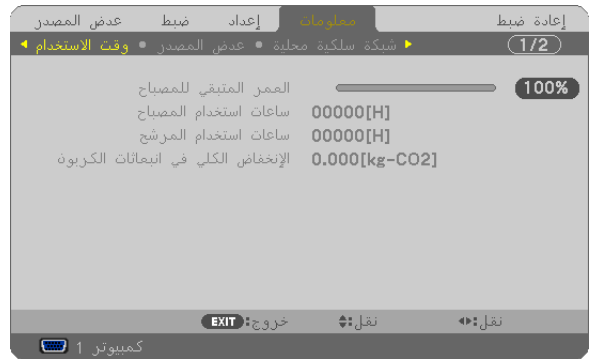 عدض المصدر ضبط إعداد معلومات إعادة ضبط
وقت الاستخدام عدض المصدر شبكة سلكية محلية 1/2
العمر المتبقي للمصباح 100%
ساعات استخدام المصباح 00000[H]
ساعات استخدام المرشح 00000[H]
الإنخفاض الكلي في انبعاثات الكربون 0.000[kg-CO2]
EXIT:خروج نقل: نقل:
كمبيوتر 1